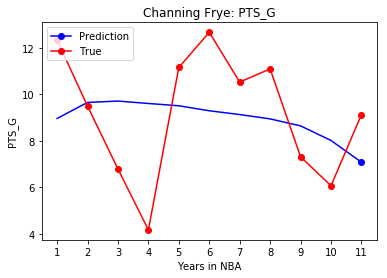 Channing Frye: PTS_G
Prediction
True
12
10
8
6
4
PTS_G
1 2 3 4 5 6 7 8 9 10 11
Years in NBA